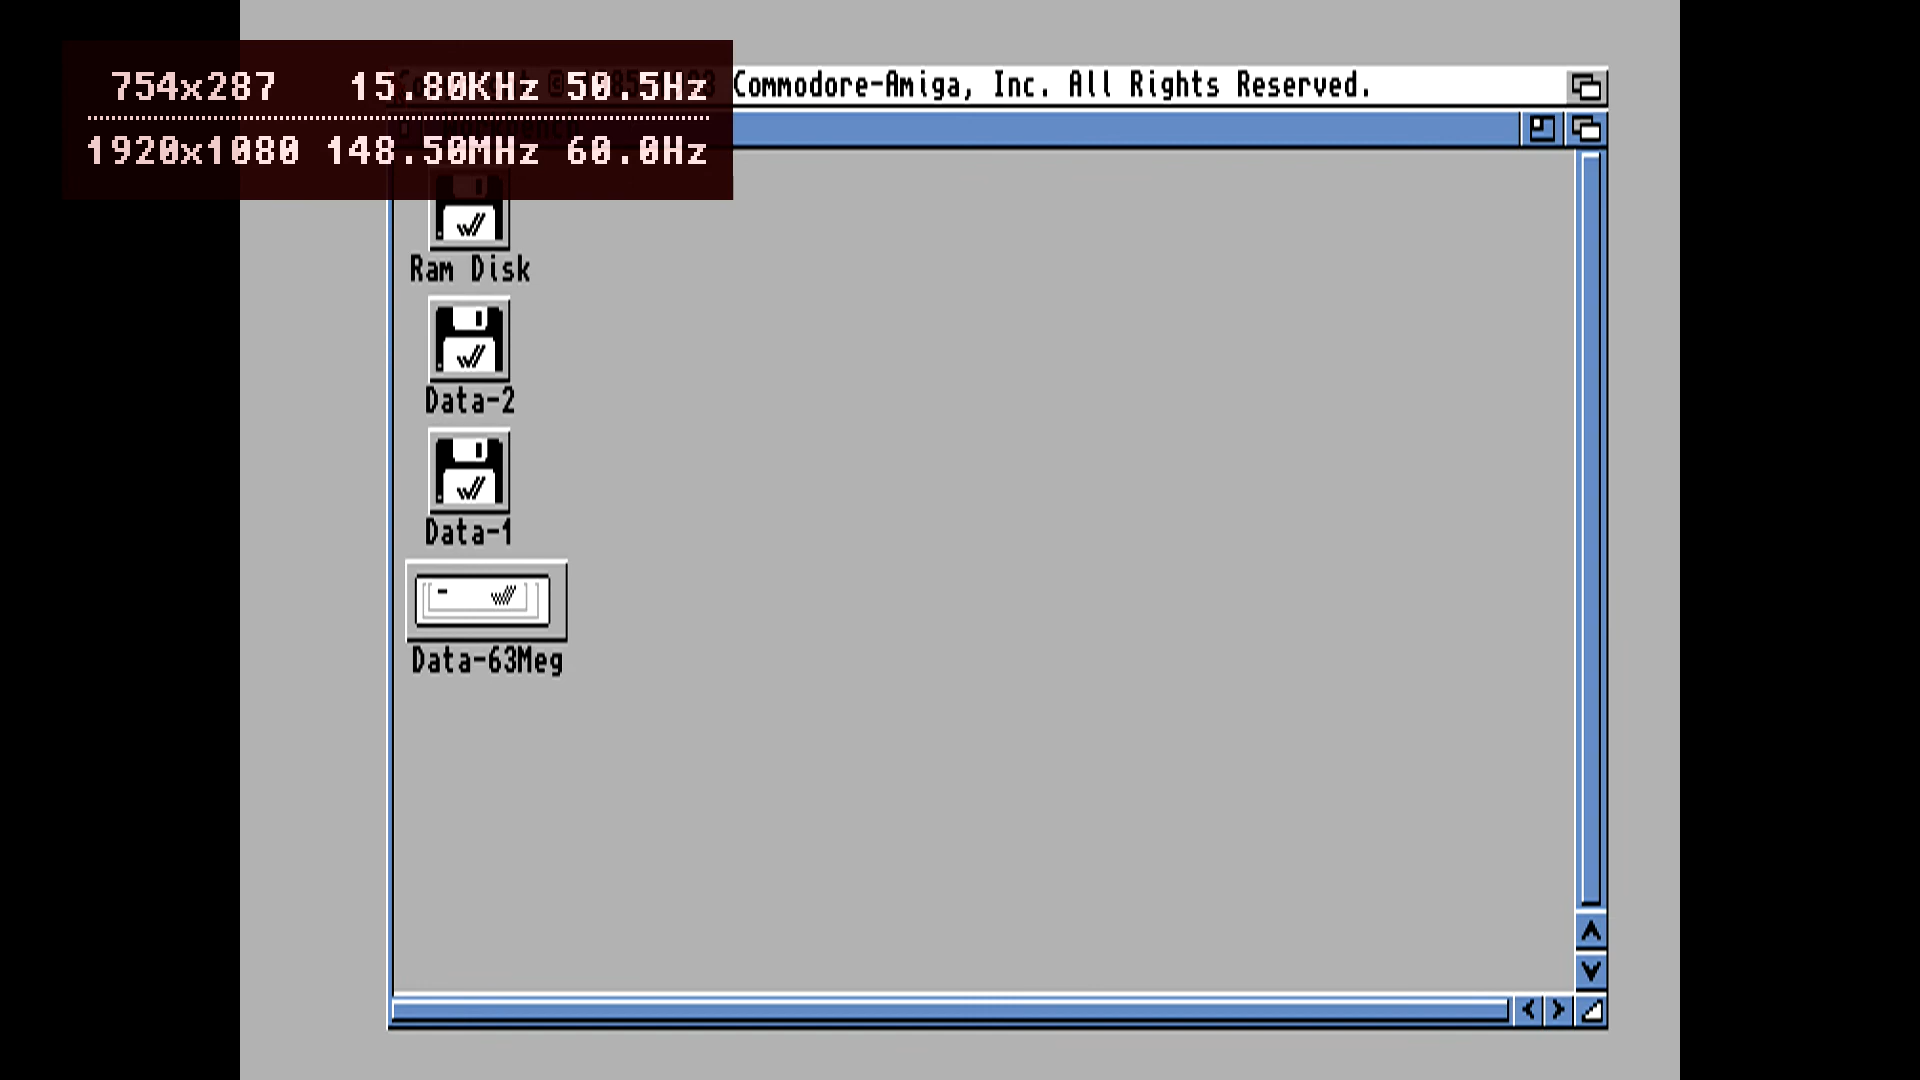 754x287 15.80KHz 50.5Hz
Commodore-Amiga, Inc. All Rights Reserved.
1920x1080 148.50MHz 60.0Hz
Ram Disk
Data-2
Data-1
Data-63Meg